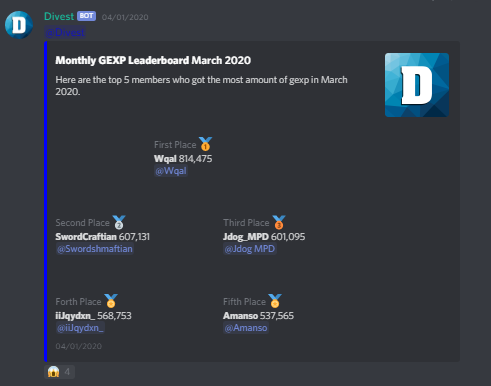 Divest BOT 04/01/2020
@Divest
Monthly GEXP Leaderboard March 2020
Here are the top 5 members who got the most amount of gexp in March
2020.
D
First Place 🥇
Wqal 814,475
@Wqal
Second Place 🥈 Third Place 🥉
SwordCraftian 607,131 Jdog_MPD 601,095
@Swordshmaftian @Jdog MPD
Forth Place 🏅 Fifth Place 🏅
iiJqydxn_ 568,753 Amanso 537,565
@iiJqydxn_ @Amanso
04/01/2020
😱 4